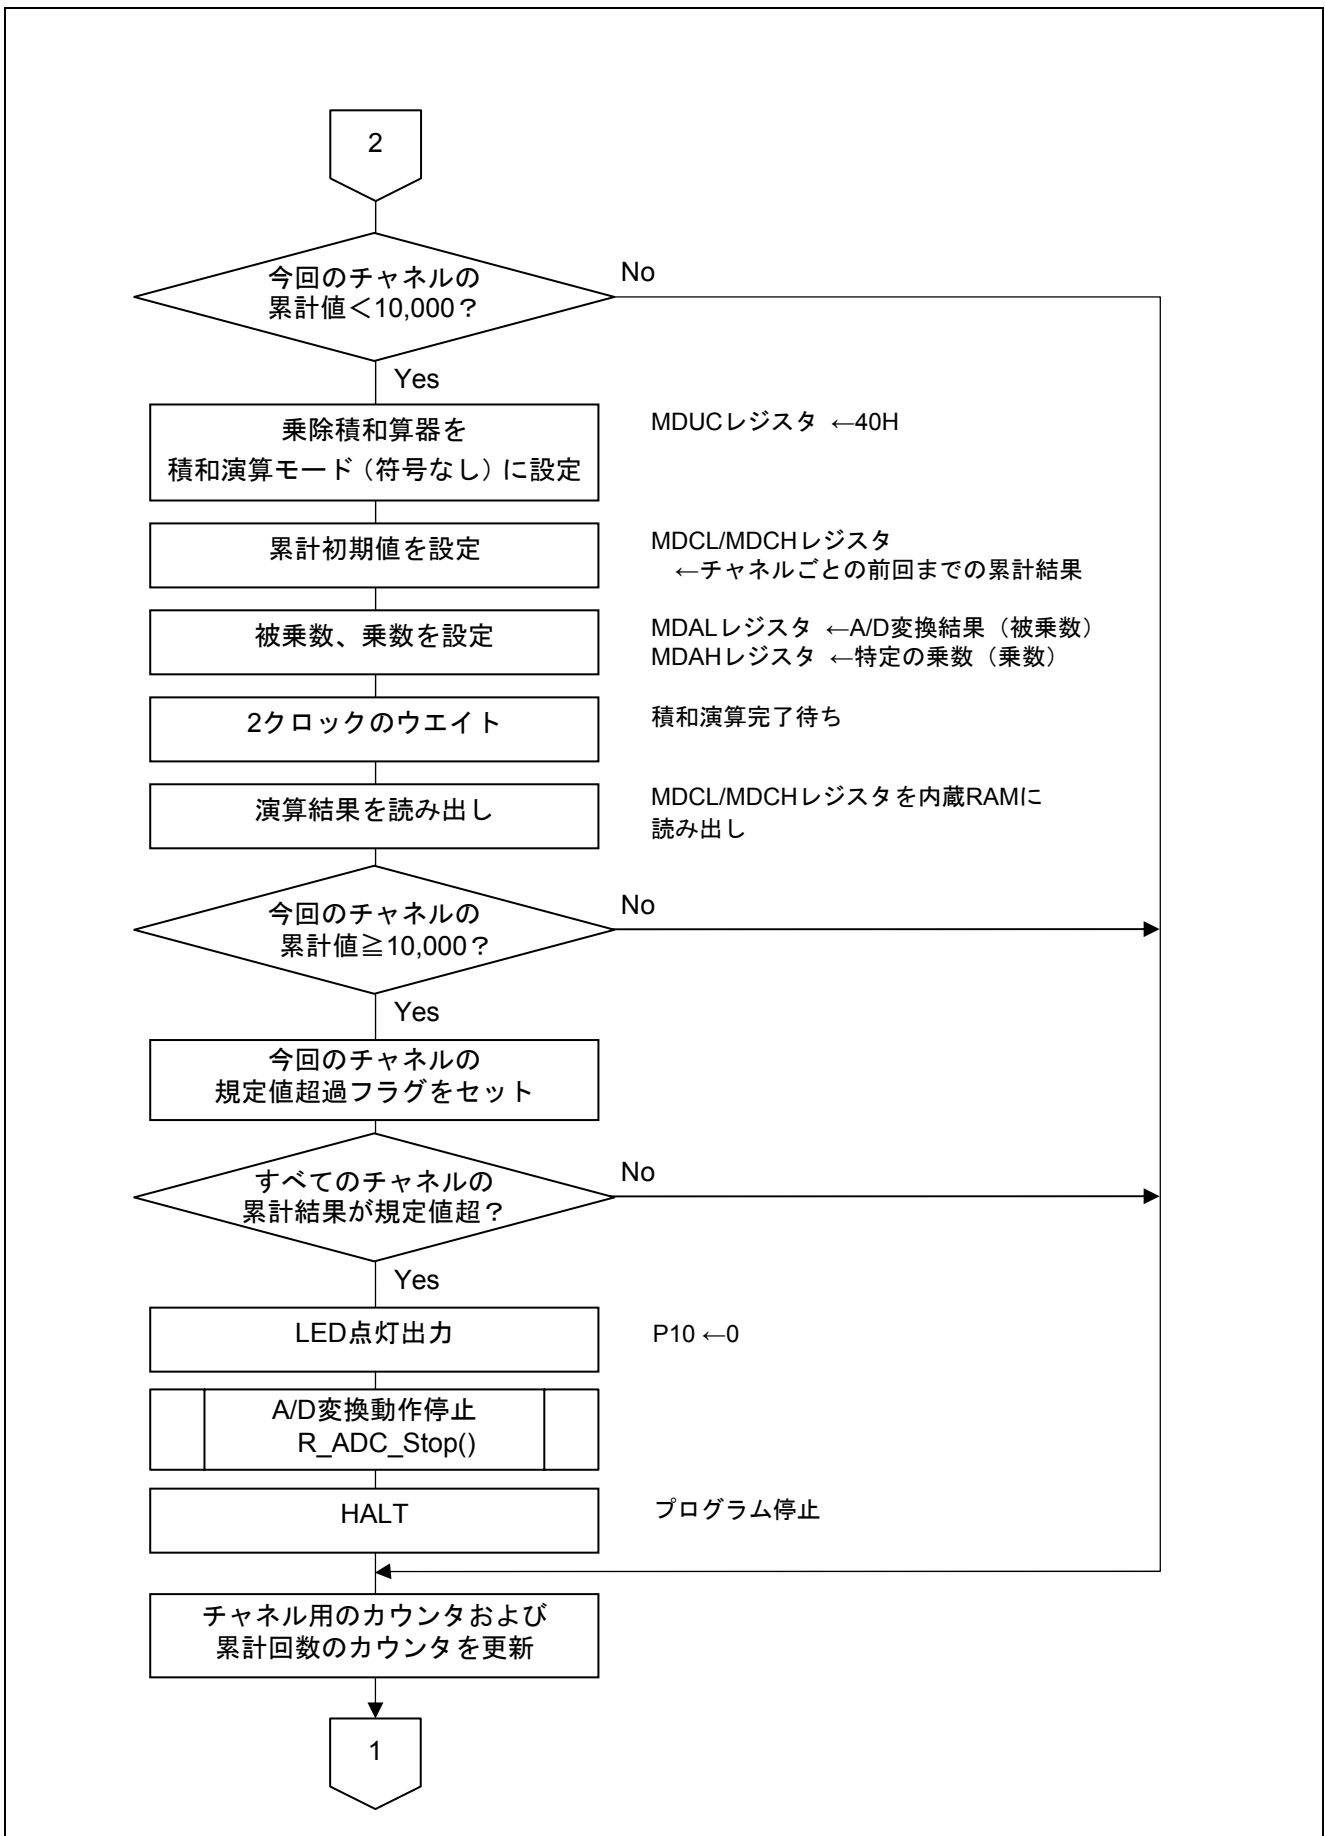 2
今回のチャネルの
累計値＜10,000？
No
Yes
乗除積和算器を
積和演算モード（符号なし）に設定
MDUCレジスタ ←40H
累計初期値を設定
MDCL/MDCHレジスタ
←チャネルごとの前回までの累計結果
被乗数、乗数を設定
MDALレジスタ ←A/D変換結果（被乗数）
MDAHレジスタ ←特定の乗数（乗数）
2クロックのウエイト
積和演算完了待ち
演算結果を読み出し
MDCL/MDCHレジスタを内蔵RAMに
読み出し
今回のチャネルの
累計値≧10,000？
No
Yes
今回のチャネルの
規定値超過フラグをセット
すべてのチャネルの
累計結果が規定値超？
No
Yes
LED点灯出力
P10 ←0
A/D変換動作停止
R_ADC_Stop()
HALT
プログラム停止
チャネル用のカウンタおよび
累計回数のカウンタを更新
1